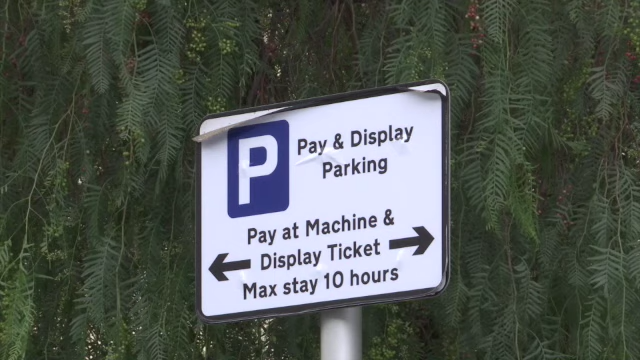 P
Pay & Display
Parking
Pay at Machine &
Display Ticket
Max stay 10 hours